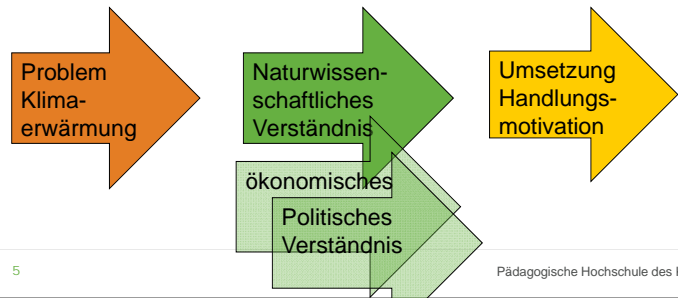 Problem
Klima-
erwärmung
Naturwissen-
schaftliches
Verständnis
Umsetzung
Handlungs-
motivation
ökonomisches
Politisches
Verständnis
5
Pädagogische Hochschule des